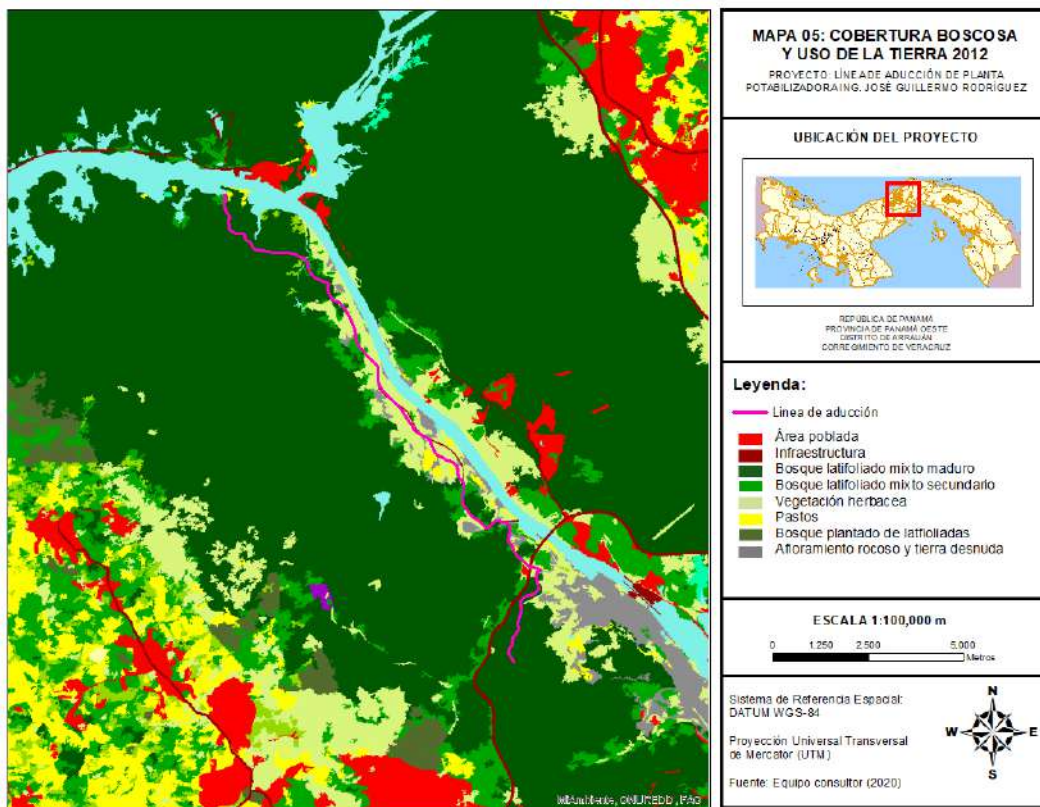 MAPA 05: COBERTURA BOSCOSA
Y USO DE LA TIERRA 2012
PROYECTO: LÍNEA DE ADUCCIÓN DE PLANTA
POTABILIZADORA ING. JOSÉ GUILLERMO RODRÍGUEZ
UBICACIÓN DEL PROYECTO
REPÚBLICA DE PANAMÁ
PROVINCIA DE PANAMÁ OESTE
DISTRITO DE ARRAIJÁN
CORREGIMIENTO DE VERACRUZ
Leyenda:
Linea de aducción
Área poblada
Infraestructura
Bosque latifoliado mixto maduro
Bosque latifoliado mixto secundario
Vegetación herbacea
Pastos
Bosque plantado de latifoliadas
Afloramiento rocoso y tierra desnuda
ESCALA 1:100,000 m
0 1.250 2.500 5.000
Metros
Sistema de Referencia Espacial:
DATUM WGS-84
Proyección Universal Transversal
de Mercator (UTM)
Fuente: Equipo consultor (2020)
N
W E
S
MiAmbiente, ONUREDD, FAO